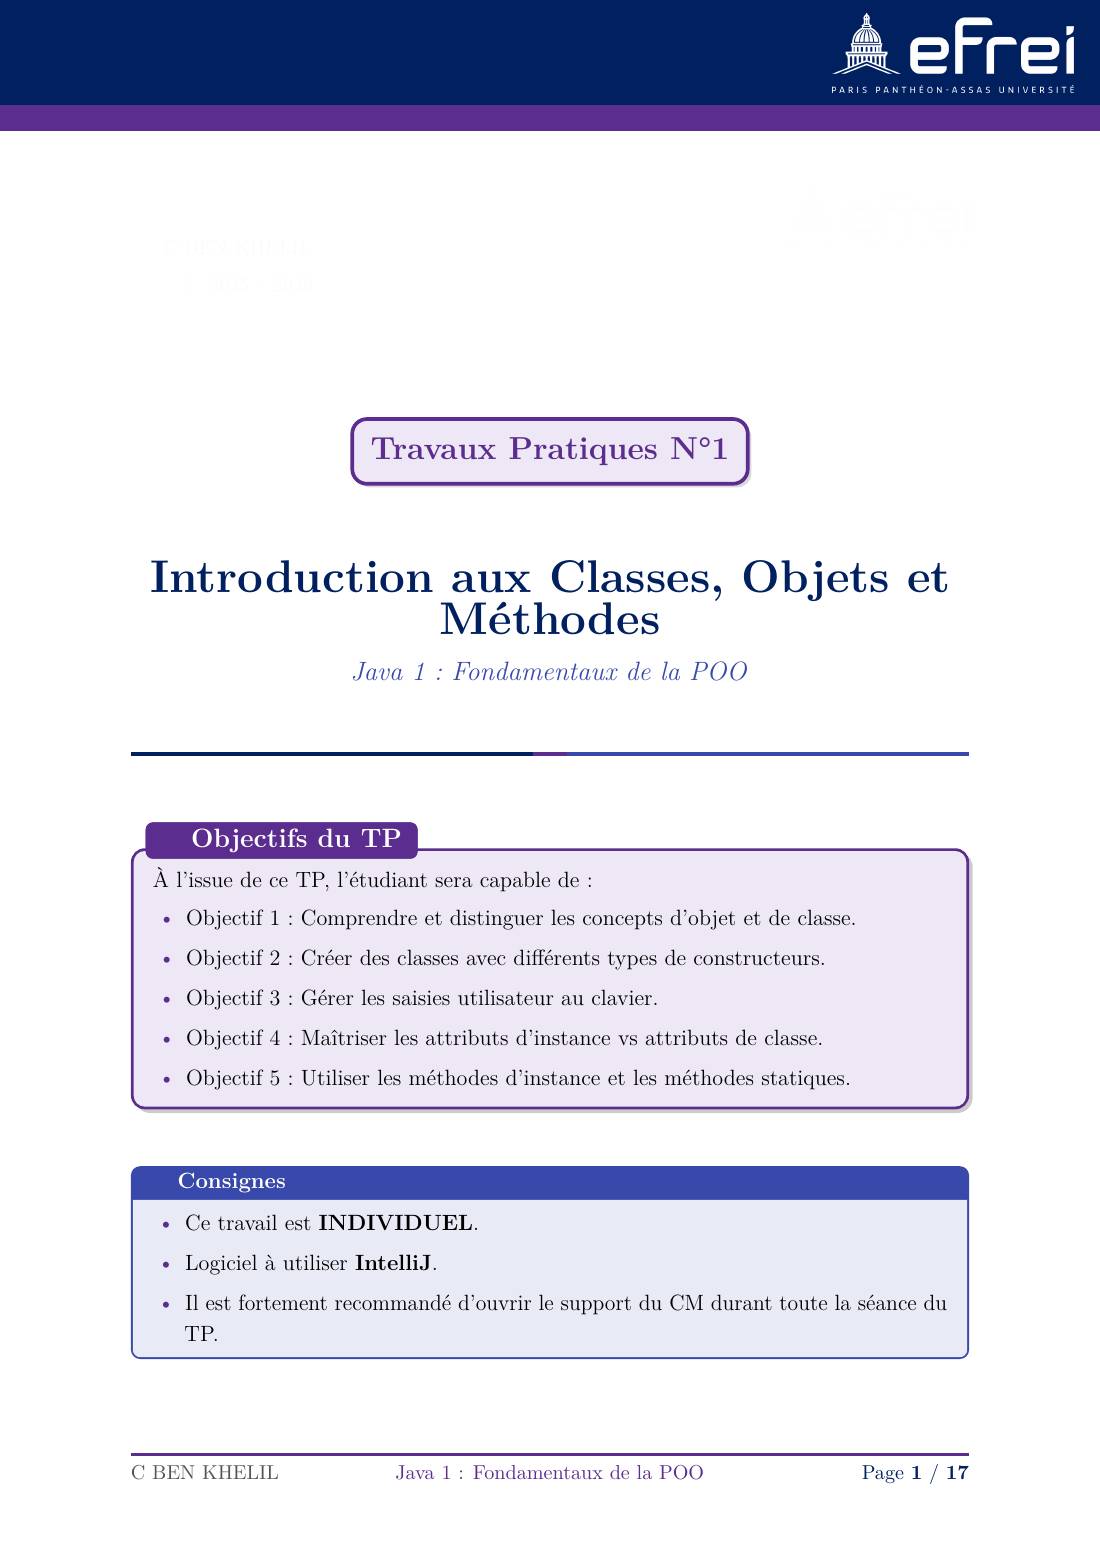 efrei
PARIS PANTHÉON-ASSAS UNIVERSITÉ
C BEN KHELIL
Travaux Pratiques N°1
Introduction aux Classes, Objets et
Méthodes
Java 1 : Fondamentaux de la POO
Objectifs du TP
À l'issue de ce TP, l'étudiant sera capable de :
• Objectif 1 : Comprendre et distinguer les concepts d'objet et de classe.
• Objectif 2 : Créer des classes avec différents types de constructeurs.
• Objectif 3 : Gérer les saisies utilisateur au clavier.
• Objectif 4 : Maîtriser les attributs d'instance vs attributs de classe.
• Objectif 5 : Utiliser les méthodes d'instance et les méthodes statiques.
Consignes
• Ce travail est INDIVIDUEL.
• Logiciel à utiliser IntelliJ.
• Il est fortement recommandé d'ouvrir le support du CM durant toute la séance du
TP.
C BEN KHELIL Java 1 : Fondamentaux de la POO Page 1 / 17